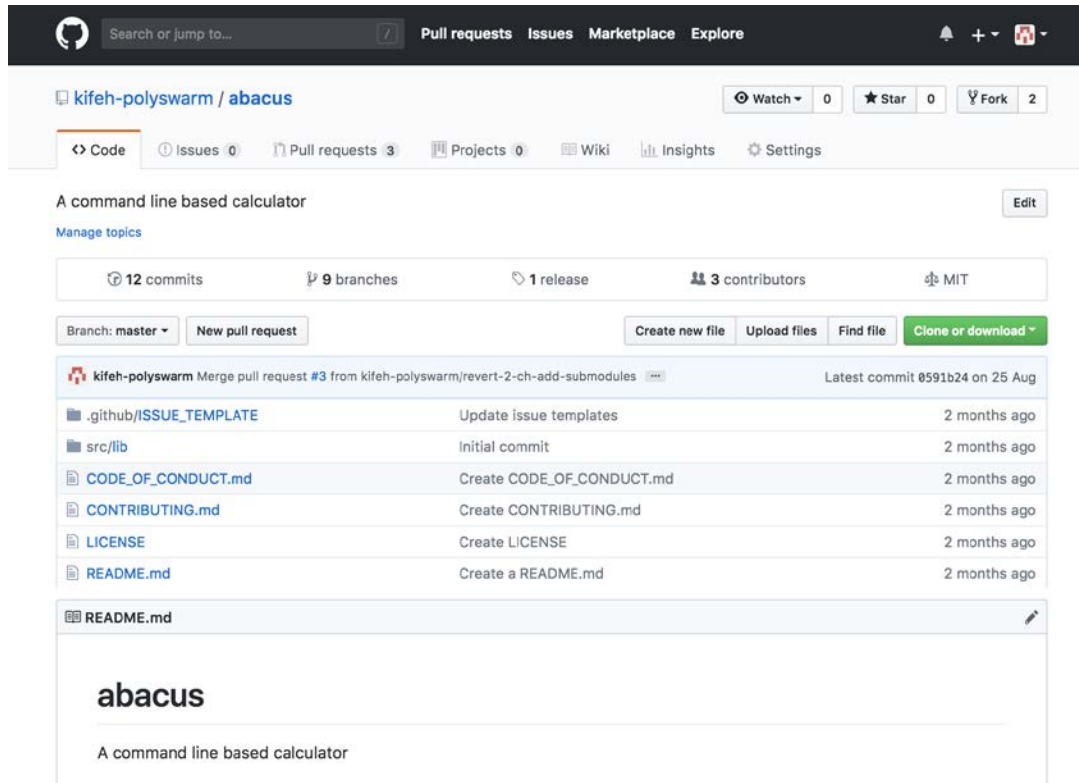 Search or jump to... / Pull requests Issues Marketplace Explore
kifeh-polyswarm / abacus Watch 0 Star 0 Fork 2
Code Issues 0 Pull requests 3 Projects 0 Wiki Insights Settings
A command line based calculator Edit
Manage topics
12 commits 9 branches 1 release 3 contributors MIT
Branch: master New pull request Create new file Upload files Find file Clone or download
kifeh-polyswarm Merge pull request #3 from kifeh-polyswarm/revert-2-ch-add-submodules ... Latest commit 0591b24 on 25 Aug
.github/ISSUE_TEMPLATE Update issue templates 2 months ago
src/lib Initial commit 2 months ago
CODE_OF_CONDUCT.md Create CODE_OF_CONDUCT.md 2 months ago
CONTRIBUTING.md Create CONTRIBUTING.md 2 months ago
LICENSE Create LICENSE 2 months ago
README.md Create a README.md 2 months ago
README.md
abacus
A command line based calculator